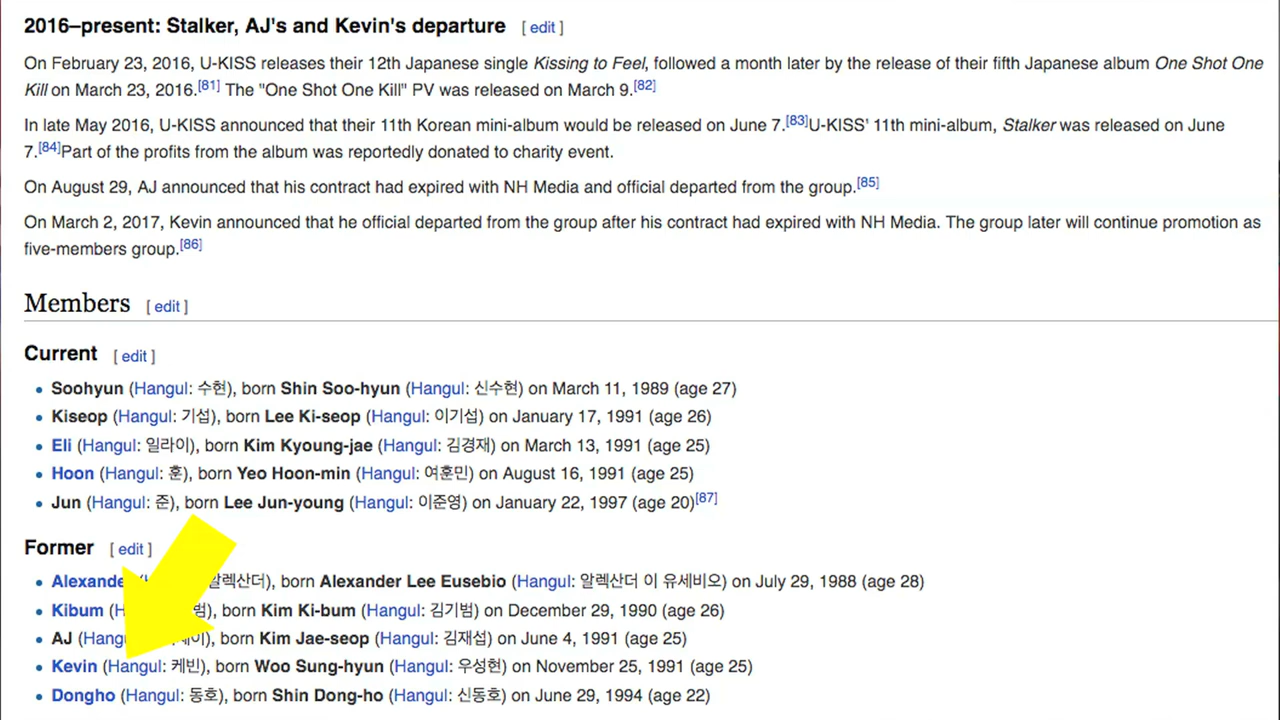 2016–present: Stalker, AJ's and Kevin's departure [ edit ]
On February 23, 2016, U-KISS releases their 12th Japanese single Kissing to Feel, followed a month later by the release of their fifth Japanese album One Shot One
Kill on March 23, 2016.[81] The "One Shot One Kill" PV was released on March 9.[82]
In late May 2016, U-KISS announced that their 11th Korean mini-album would be released on June 7.[83]U-KISS' 11th mini-album, Stalker was released on June
7.[84]Part of the profits from the album was reportedly donated to charity event.
On August 29, AJ announced that his contract had expired with NH Media and official departed from the group.[85]
On March 2, 2017, Kevin announced that he official departed from the group after his contract had expired with NH Media. The group later will continue promotion as
five-members group.[86]
Members [ edit ]
Current [ edit ]
Soohyun (Hangul: 수현), born Shin Soo-hyun (Hangul: 신수현) on March 11, 1989 (age 27)
Kiseop (Hangul: 기섭), born Lee Ki-seop (Hangul: 이기섭) on January 17, 1991 (age 26)
Eli (Hangul: 일라이), born Kim Kyoung-jae (Hangul: 김경재) on March 13, 1991 (age 25)
Hoon (Hangul: 훈), born Yeo Hoon-min (Hangul: 여훈민) on August 16, 1991 (age 25)
Jun (Hangul: 준), born Lee Jun-young (Hangul: 이준영) on January 22, 1997 (age 20)[87]
Former [ edit ]
born Alexander Lee Eusebio (Hangul: 알렉산더 이 유세비오) on July 29, 1988 (age 28)
Kibum born Kim Ki-bum (Hangul: 김기범) on December 29, 1990 (age 26)
AJ born Kim Jae-seop (Hangul: 김재섭) on June 4, 1991 (age 25)
Kevin (Hangul: 케빈), born Woo Sung-hyun (Hangul: 우성현) on November 25, 1991 (age 25)
Dongho (Hangul: 동호), born Shin Dong-ho (Hangul: 신동호) on June 29, 1994 (age 22)